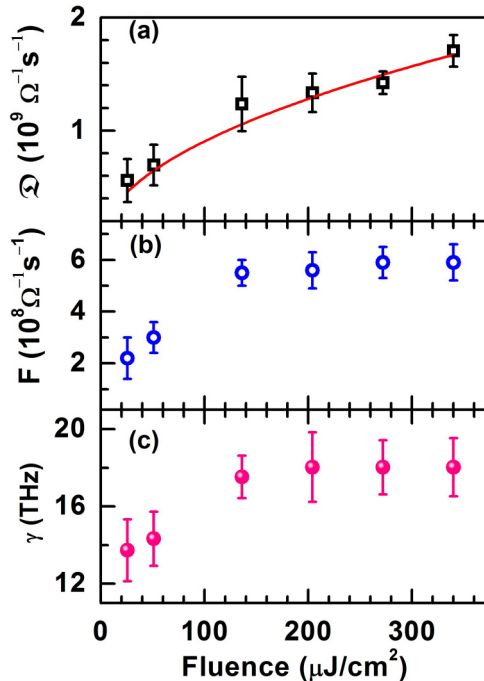 (a)
2
1
𝔇 (10⁹ Ω⁻¹s⁻¹)
(b)
6
4
2
F (10⁸Ω⁻¹s⁻¹)
(c)
20
16
12
γ (THz)
0 100 200 300
Fluence (μJ/cm²)